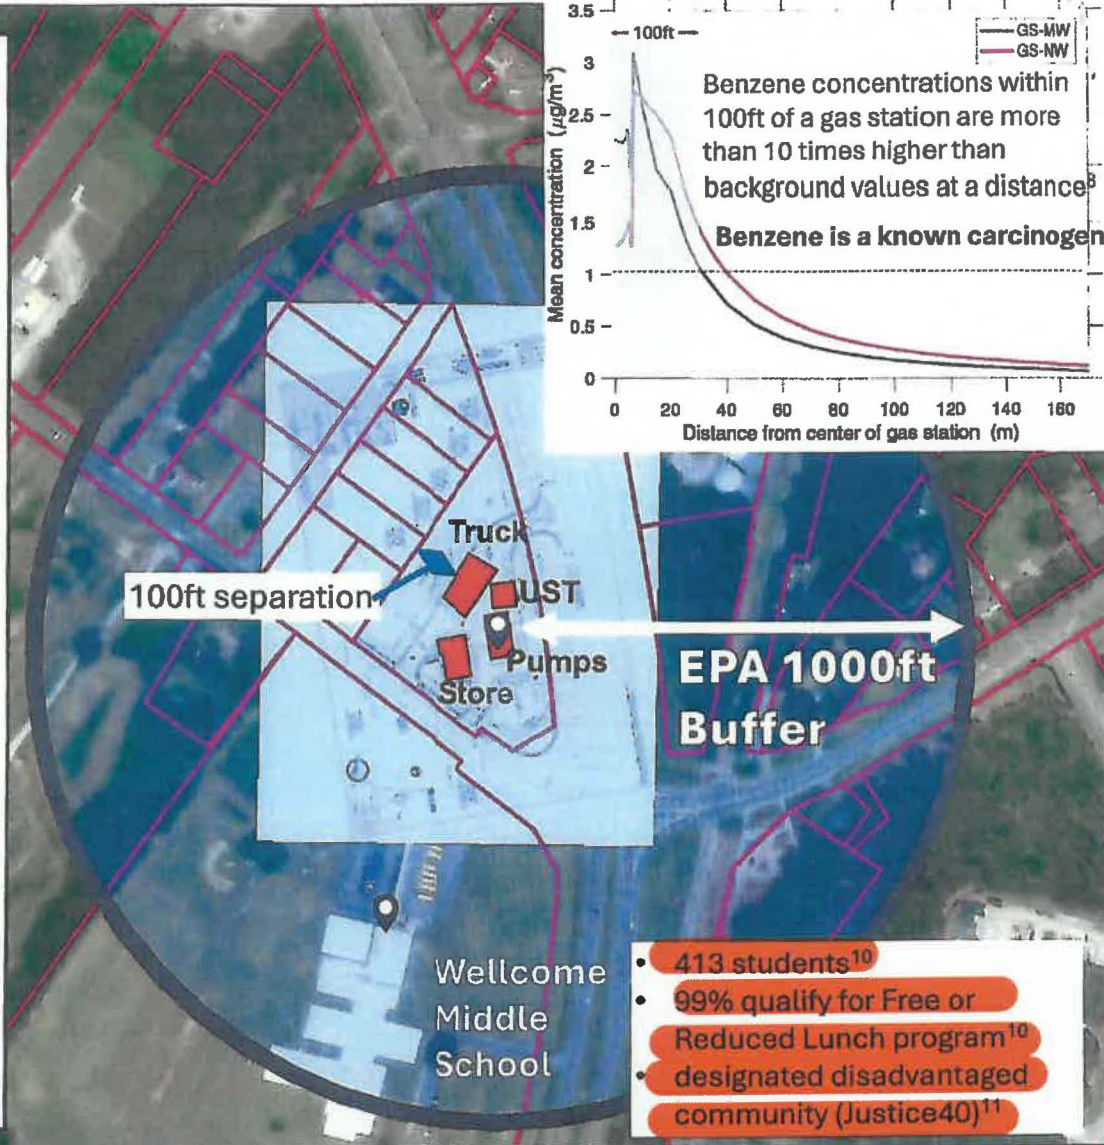 3.5
3
2.5
2
1.5
1
0.5
0
Mean concentration (µg/m³)
100ft
GS-MW
GS-NW
Benzene concentrations within
100ft of a gas station are more
than 10 times higher than
background values at a distance⁸
Benzene is a known carcinogen
0 20 40 60 80 100 120 140 160
Distance from center of gas station (m)
Truck
100ft separation
UST
Pumps
Store
EPA 1000ft
Buffer
Wellcome
Middle
School
• 413 students¹⁰
• 99% qualify for Free or
Reduced Lunch program¹⁰
• designated disadvantaged
community (Justice40)¹¹